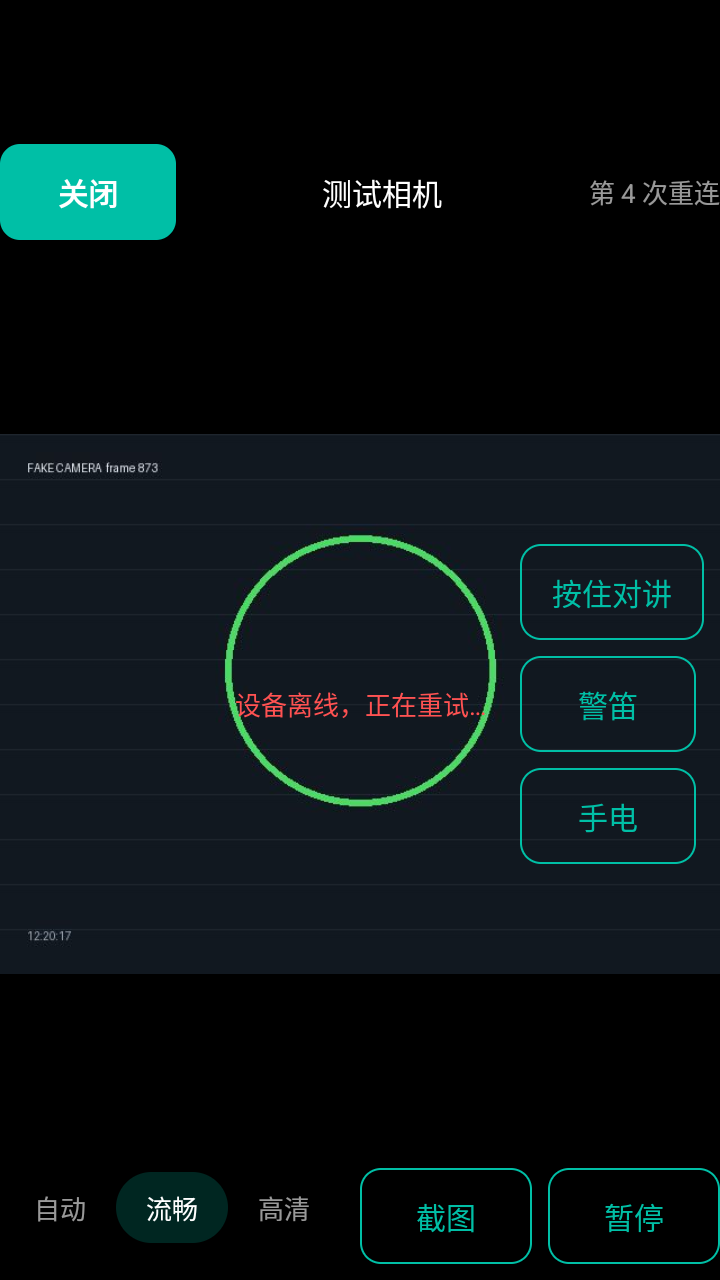 关闭
测试相机
第 4 次重连
FAKE CAMERA frame 873
按住对讲
设备离线，正在重试...
警笛
手电
12:20:17
自动
流畅
高清
截图
暂停